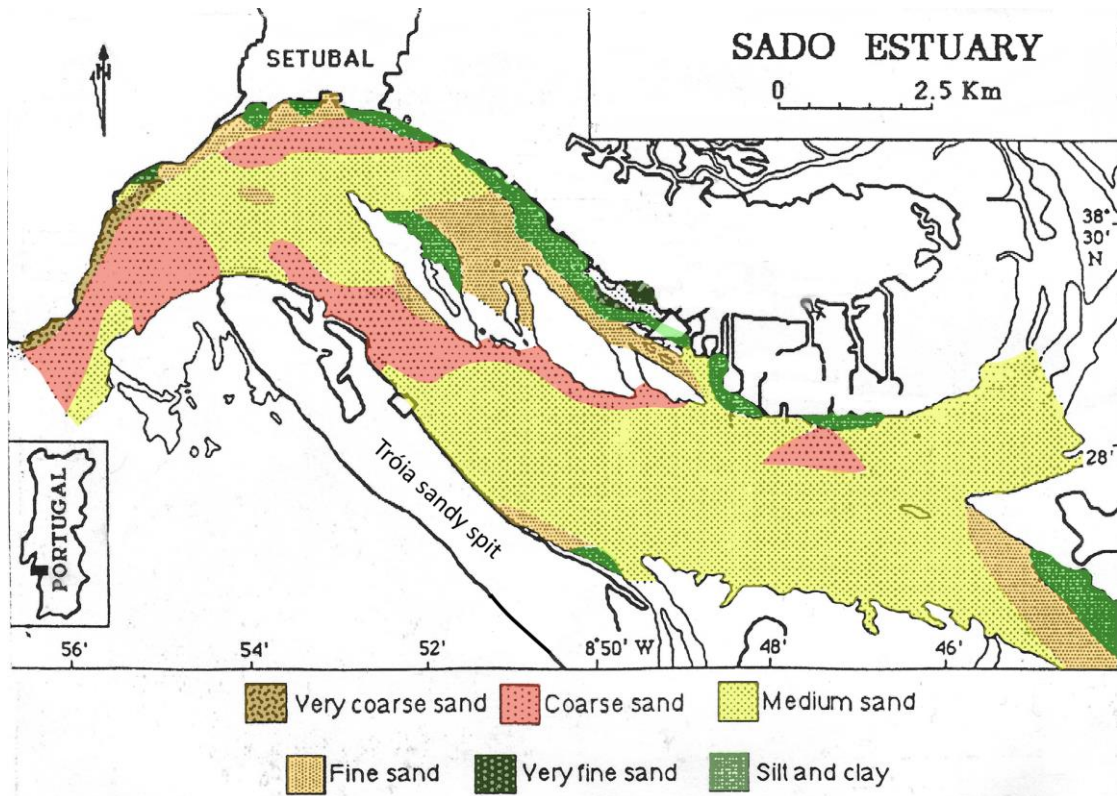 SETUBAL
SADO ESTUARY
0 2.5 Km
N
38°
30'
N
28'
Tróia sandy spit
PORTUGAL
56' 54' 52' 8°50' W 48' 46'
Very coarse sand Coarse sand Medium sand
Fine sand Very fine sand Silt and clay